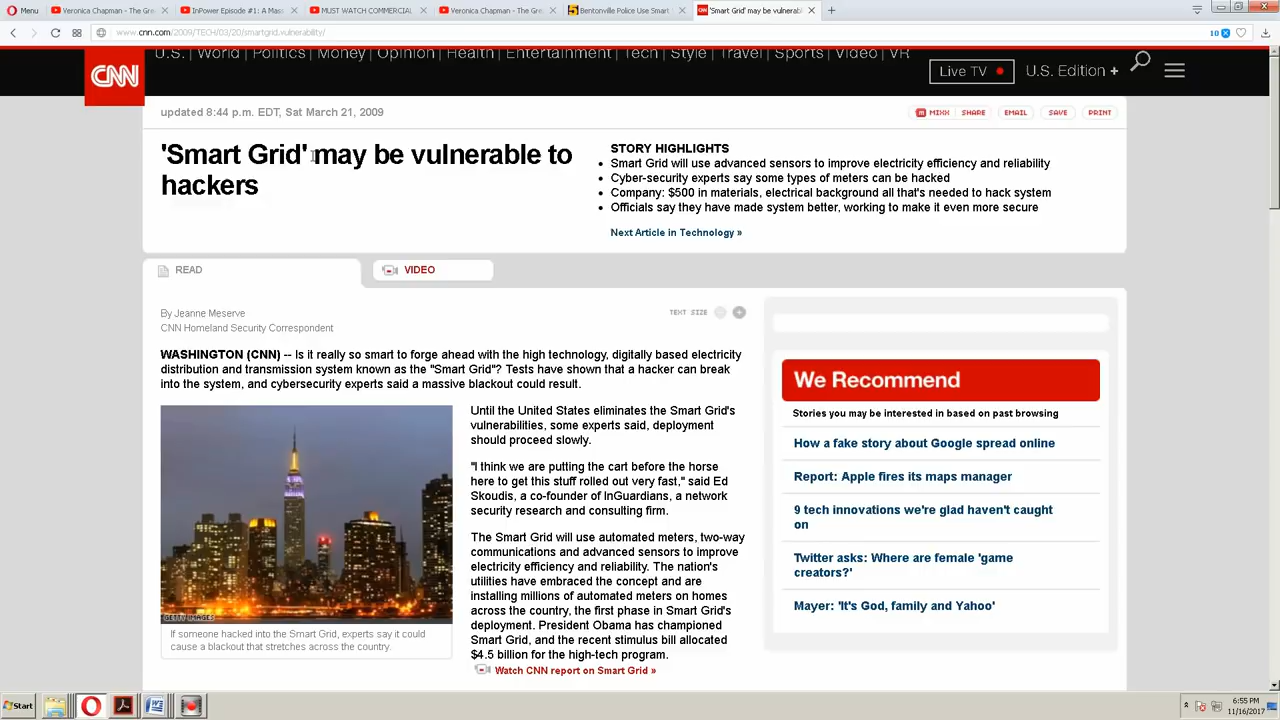 Menu
Veronica Chapman - The Gre
InPower Episode #1: A Mas
MUST WATCH COMMERCIAL
Veronica Chapman - The Gre
Bentonville Police Use Smart
'Smart Grid' may be vulnerab
www.cnn.com/2009/TECH/03/20/smartgrid.vulnerability/
10
CNN
U.S. World Politics Money Opinion Health Entertainment Tech Style Travel Sports Video VR
Live TV
U.S. Edition +
updated 8:44 p.m. EDT, Sat March 21, 2009
MIXX SHARE EMAIL SAVE PRINT
'Smart Grid' may be vulnerable to
hackers
STORY HIGHLIGHTS
• Smart Grid will use advanced sensors to improve electricity efficiency and reliability
• Cyber-security experts say some types of meters can be hacked
• Company: $500 in materials, electrical background all that's needed to hack system
• Officials say they have made system better, working to make it even more secure
Next Article in Technology »
READ
VIDEO
By Jeanne Meserve
CNN Homeland Security Correspondent
TEXT SIZE
WASHINGTON (CNN) -- Is it really so smart to forge ahead with the high technology, digitally based electricity
distribution and transmission system known as the "Smart Grid"? Tests have shown that a hacker can break
into the system, and cybersecurity experts said a massive blackout could result.
GETTY IMAGES
If someone hacked into the Smart Grid, experts say it could
cause a blackout that stretches across the country.
Until the United States eliminates the Smart Grid's
vulnerabilities, some experts said, deployment
should proceed slowly.
"I think we are putting the cart before the horse
here to get this stuff rolled out very fast," said Ed
Skoudis, a co-founder of InGuardians, a network
security research and consulting firm.
The Smart Grid will use automated meters, two-way
communications and advanced sensors to improve
electricity efficiency and reliability. The nation's
utilities have embraced the concept and are
installing millions of automated meters on homes
across the country, the first phase in Smart Grid's
deployment. President Obama has championed
Smart Grid, and the recent stimulus bill allocated
$4.5 billion for the high-tech program.
Watch CNN report on Smart Grid »
We Recommend
Stories you may be interested in based on past browsing
How a fake story about Google spread online
Report: Apple fires its maps manager
9 tech innovations we're glad haven't caught
on
Twitter asks: Where are female 'game
creators?'
Mayer: 'It's God, family and Yahoo'
Start
6:55 PM
11/16/2017